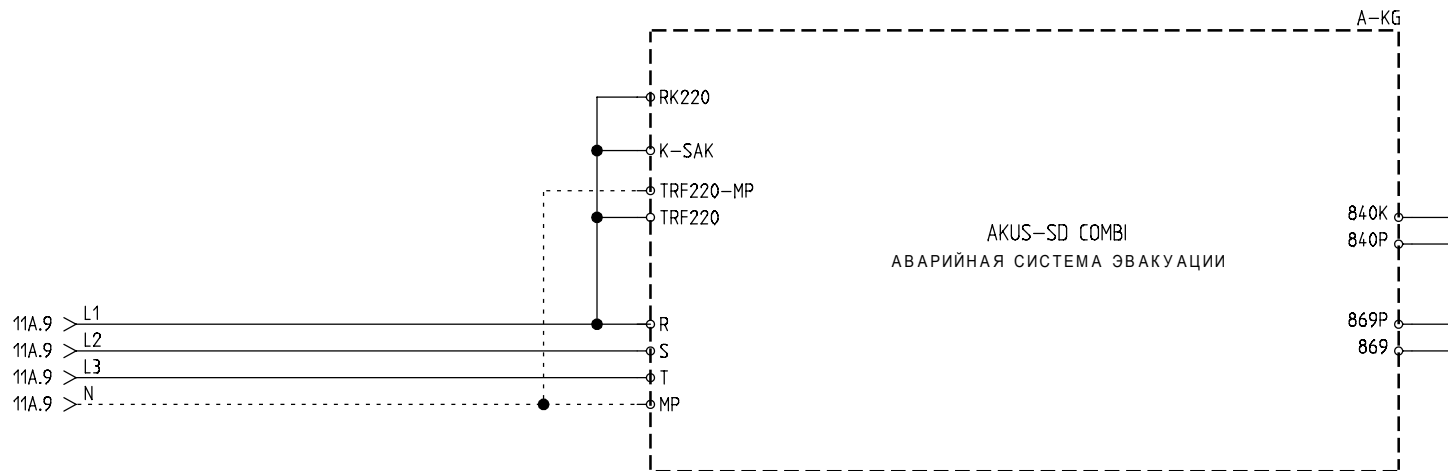 A-KG
RK220
K-SAK
TRF220-MP
TRF220
840K
AKUS-SD COMBI
840P
АВАРИЙНАЯ СИСТЕМА ЭВАКУАЦИИ
11A.9 L1 R 869P
11A.9 L2 S 869
11A.9 L3 T
11A.9 N MP